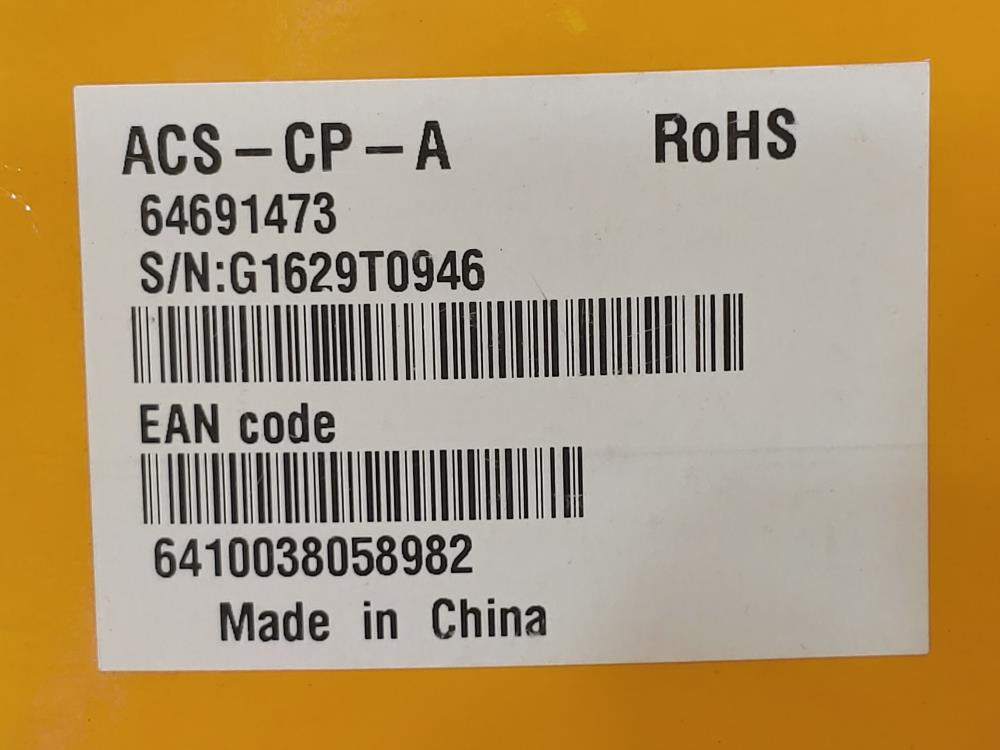 ACS-CP-A RoHS
64691473
S/N:G1629T0946
EAN code
6410038058982
Made in China